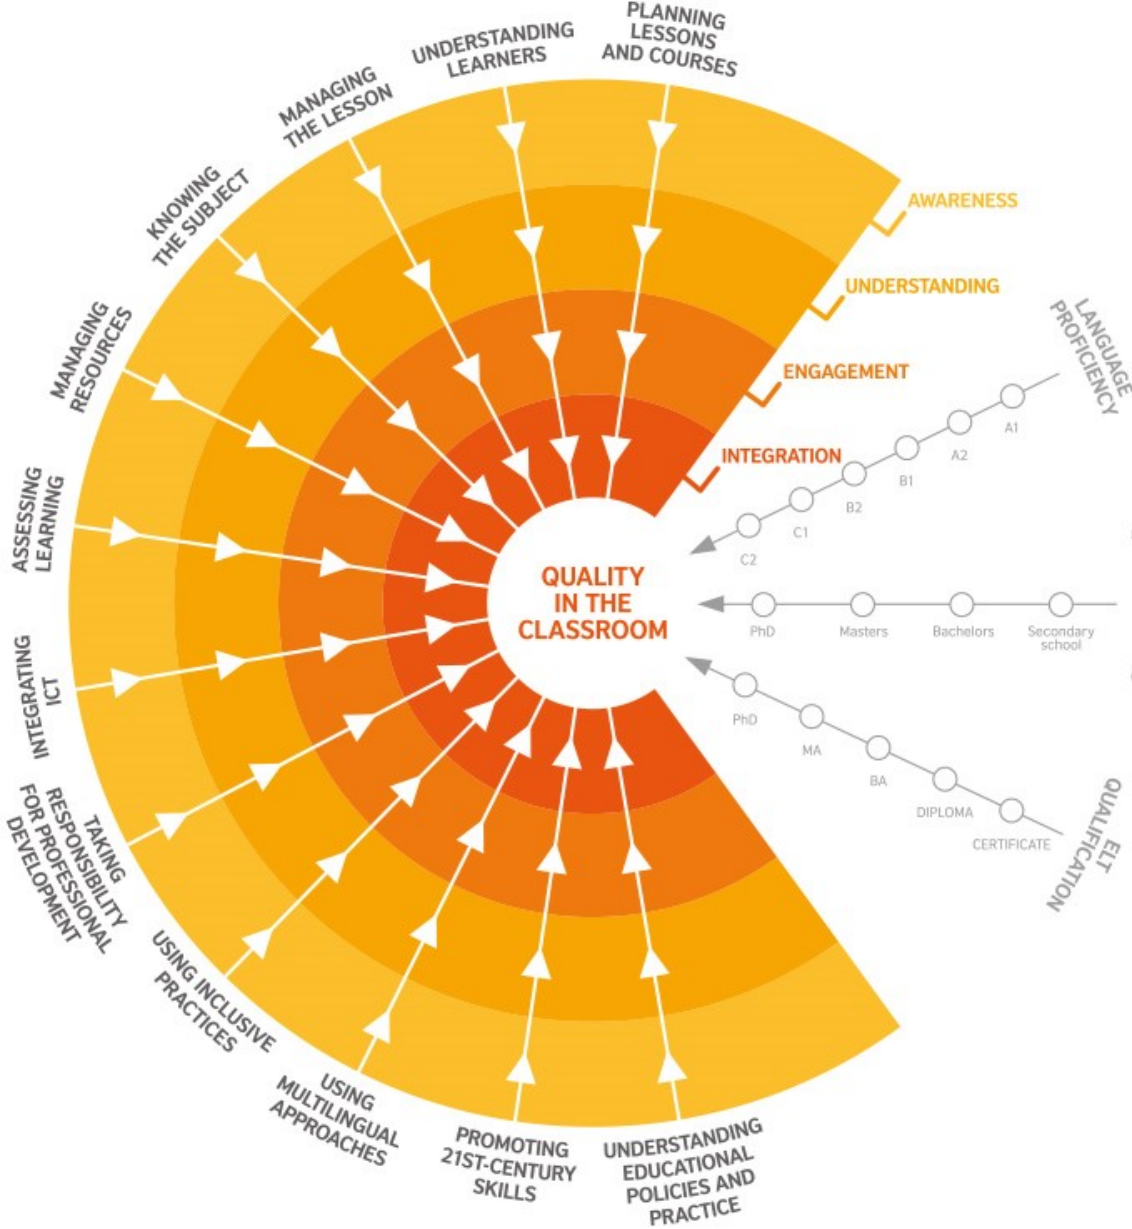 PLANNING
LESSONS
AND COURSES
UNDERSTANDING
LEARNERS
MANAGING
THE LESSON
KNOWING
THE SUBJECT
MANAGING
RESOURCES
ASSESSING
LEARNING
INTEGRATING
ICT
TAKING
RESPONSIBILITY
FOR PROFESSIONAL
DEVELOPMENT
USING INCLUSIVE
PRACTICES
USING
MULTILINGUAL
APPROACHES
PROMOTING
21ST-CENTURY
SKILLS
UNDERSTANDING
EDUCATIONAL
POLICIES AND
PRACTICE
AWARENESS
UNDERSTANDING
ENGAGEMENT
INTEGRATION
QUALITY
IN THE
CLASSROOM
LANGUAGE
PROFICIENCY
A1
A2
B1
B2
C1
C2
PhD
Masters
Bachelors
Secondary
school
PhD
MA
BA
DIPLOMA
CERTIFICATE
ELT
QUALIFICATION